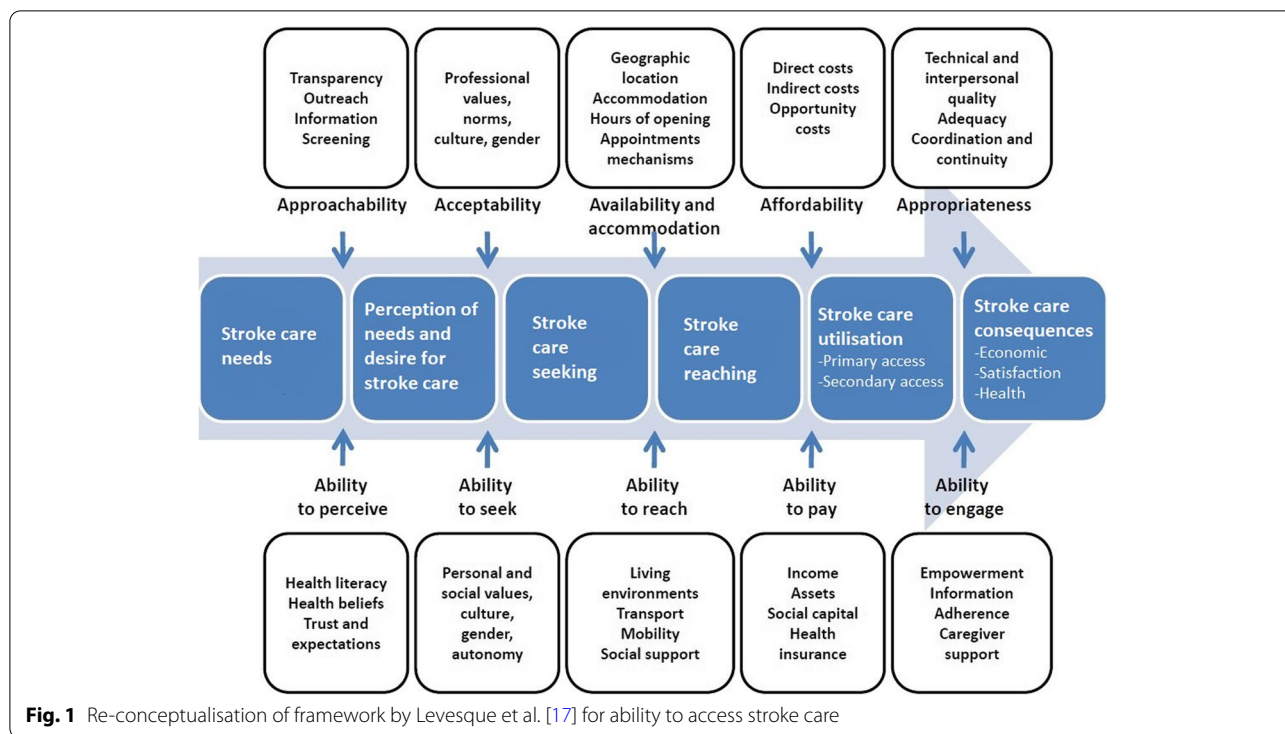 Transparency
Outreach
Information
Screening
Professional
values,
norms,
culture, gender
Geographic
location
Accommodation
Hours of opening
Appointments
mechanisms
Direct costs
Indirect costs
Opportunity
costs
Technical and
interpersonal
quality
Adequacy
Coordination and
continuity
Approachability
Acceptability
Availability and
accommodation
Affordability
Appropriateness
Stroke care
needs
Perception of
needs and
desire for
stroke care
Stroke
care
seeking
Stroke
care
reaching
Stroke care
utilisation
-Primary access
-Secondary access
Stroke care
consequences
-Economic
-Satisfaction
-Health
Ability
to perceive
Ability
to seek
Ability
to reach
Ability
to pay
Ability
to engage
Health literacy
Health beliefs
Trust and
expectations
Personal and
social values,
culture,
gender,
autonomy
Living
environments
Transport
Mobility
Social support
Income
Assets
Social capital
Health
insurance
Empowerment
Information
Adherence
Caregiver
support
Fig. 1 Re-conceptualisation of framework by Levesque et al. [17] for ability to access stroke care